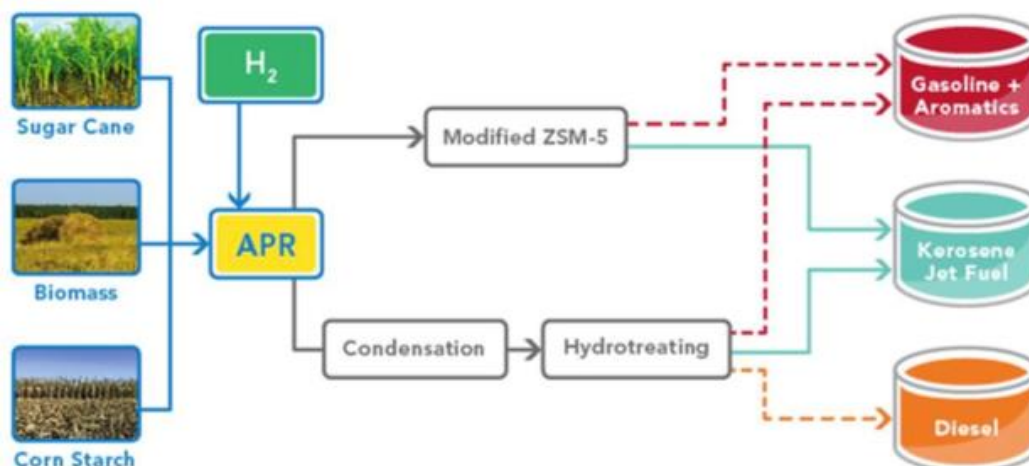 Sugar Cane
H₂
Modified ZSM-5
Gasoline +
Aromatics
Biomass
APR
Kerosene
Jet Fuel
Condensation
Hydrotreating
Corn Starch
Diesel